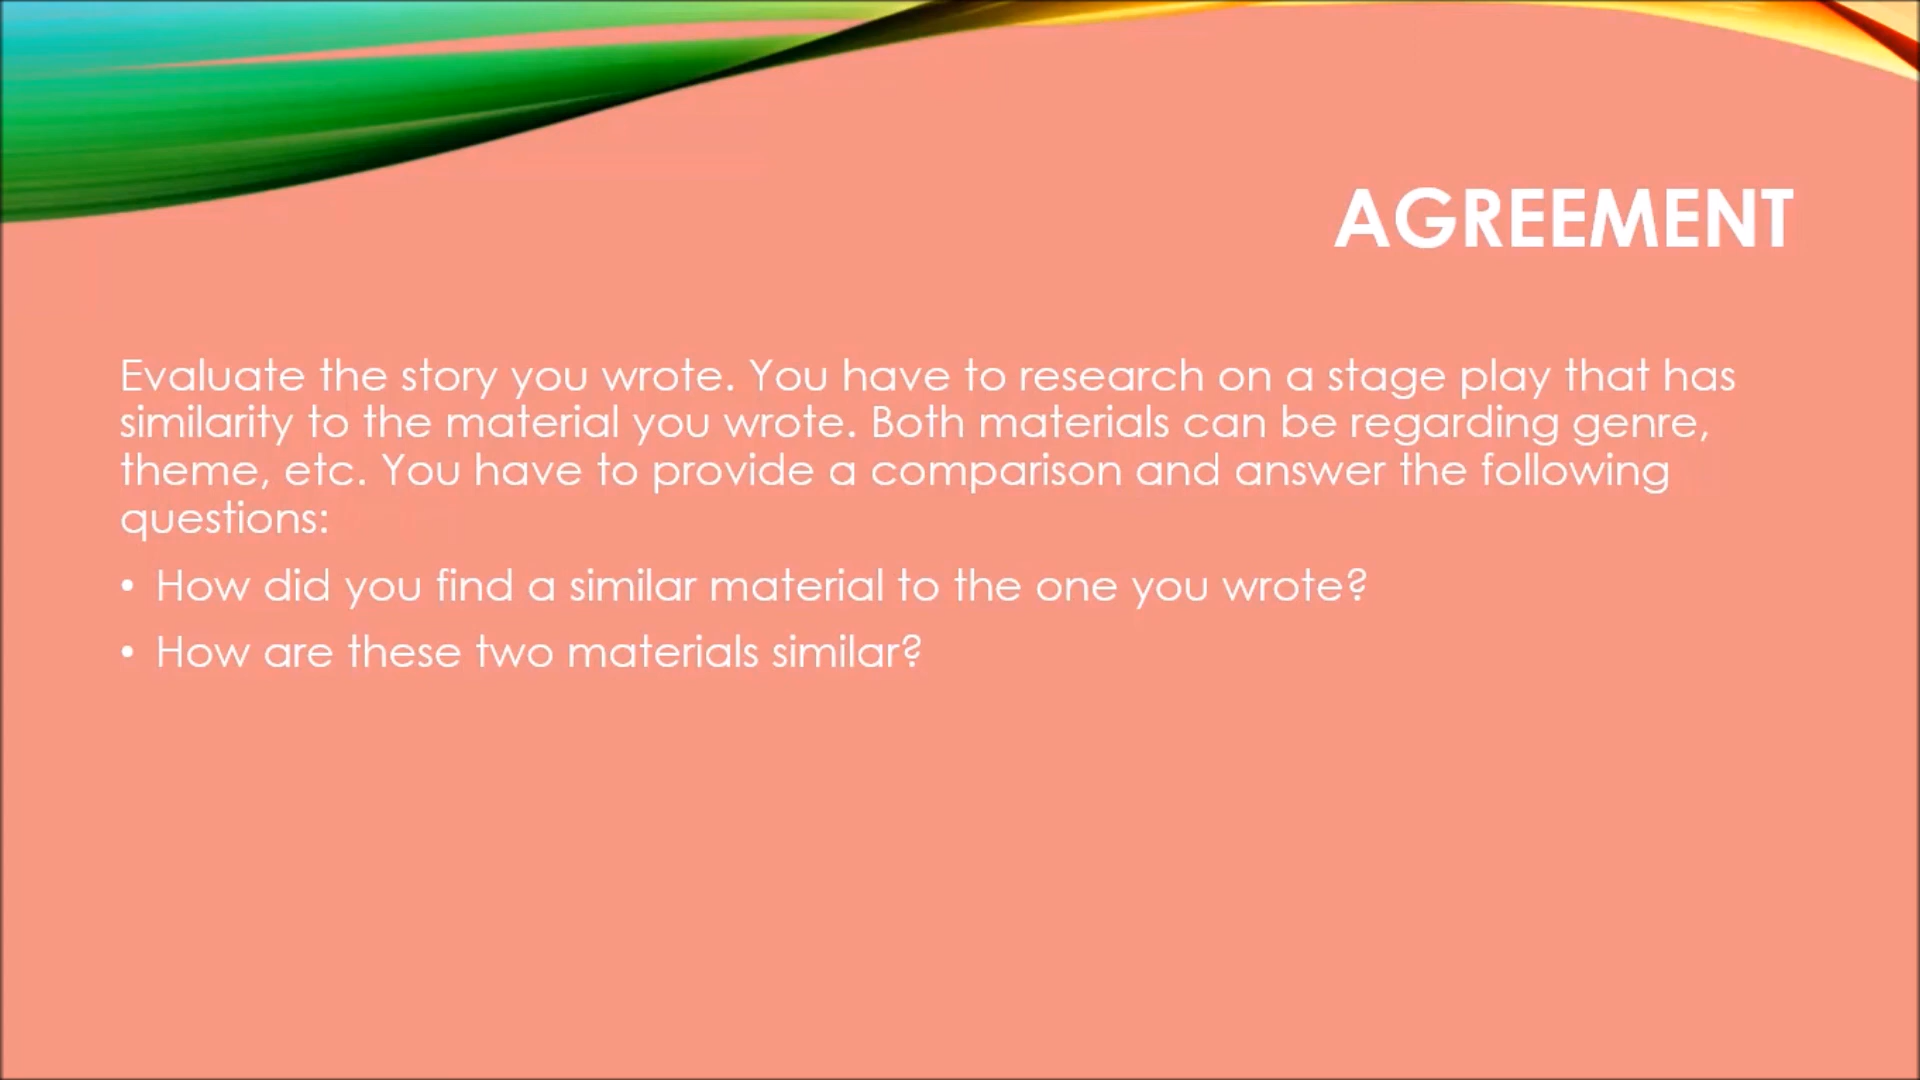 AGREEMENT
Evaluate the story you wrote. You have to research on a stage play that has
similarity to the material you wrote. Both materials can be regarding genre,
theme, etc. You have to provide a comparison and answer the following
questions:
• How did you find a similar material to the one you wrote?
• How are these two materials similar?